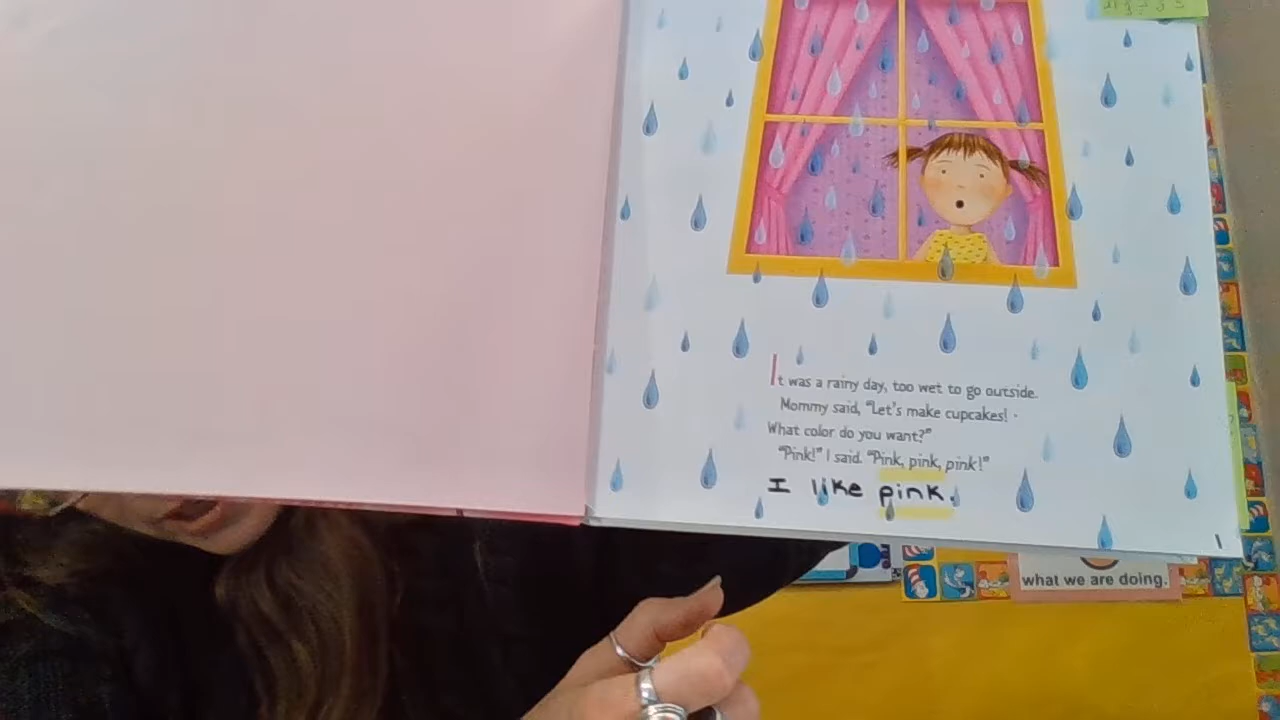 It was a rainy day, too wet to go outside.
Mommy said, “Let’s make cupcakes!
What color do you want?”
“Pink!” I said. “Pink, pink, pink!”
I like pink.
1
what we are doing.